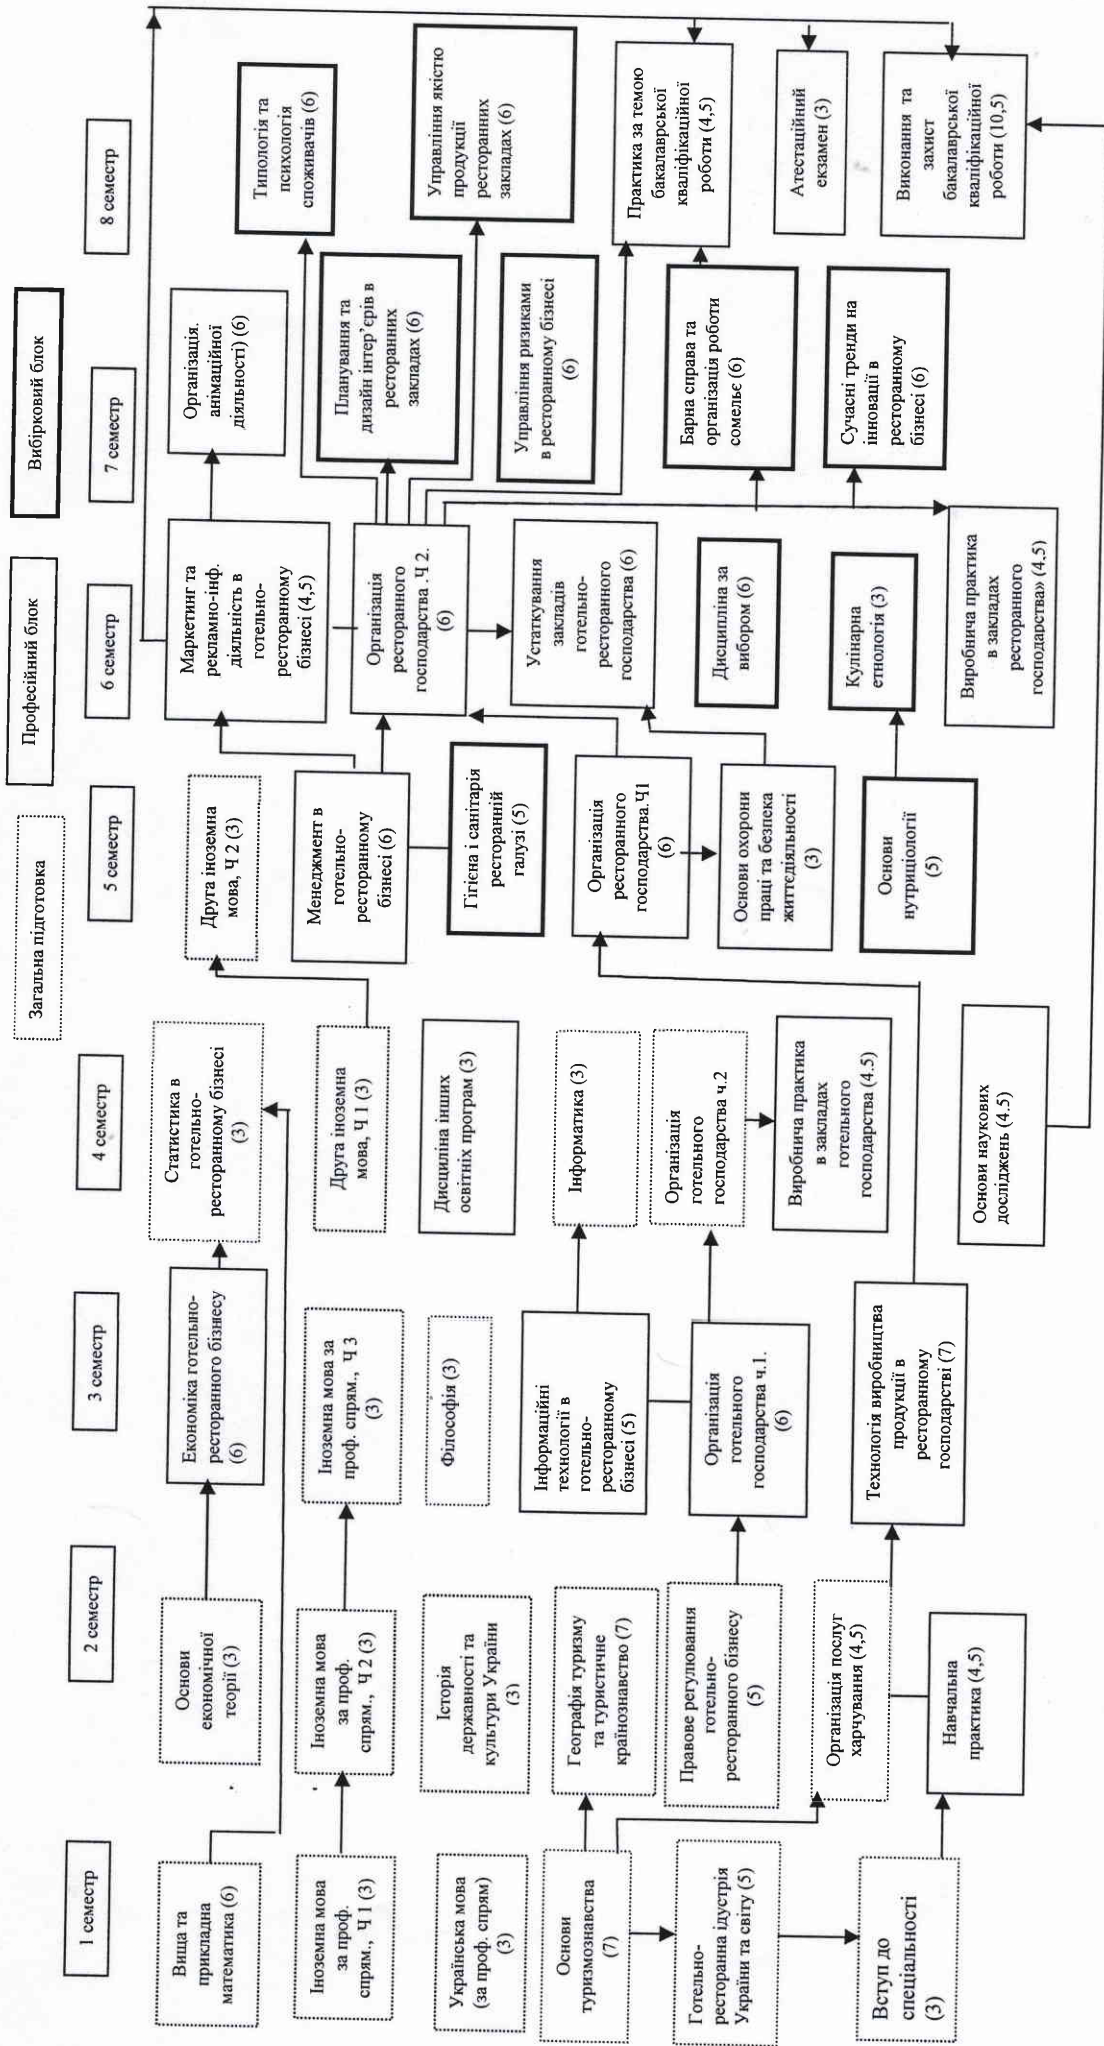 Загальна підготовка
Професійний блок
Вибірковий блок
1 семестр
2 семестр
3 семестр
4 семестр
5 семестр
6 семестр
7 семестр
8 семестр
Вища та
прикладна
математика (6)
Іноземна мова
за проф.
спрям., Ч 1 (3)
Українська мова
(за проф. спрям)
(3)
Основи
туризмознавства
(7)
Готельно-
ресторанна ідустрія
України та світу (5)
Вступ до
спеціальності
(3)
Основи
економічної
теорії (3)
Іноземна мова
за проф.
спрям., Ч 2 (3)
Історія
державності та
культури України
(3)
Географія туризму
та туристичне
країнознавство (7)
Правове регулювання
готельно-
ресторанного бізнесу
(5)
Організація послуг
харчування (4,5)
Навчальна
практика (4,5)
Економіка готельно-
ресторанного бізнесу
(6)
Іноземна мова за
проф. спрям., Ч 3
(3)
Філософія (3)
Інформаційні
технології в
готельно-
ресторанному
бізнесі (5)
Організація
готельного
господарства ч.1.
(6)
Технологія виробництва
продукції в
ресторанному
господарстві (7)
Статистика в
готельно-
ресторанному бізнесі
(3)
Друга іноземна
мова, Ч 1 (3)
Дисципліна інших
освітніх програм (3)
Інформатика (3)
Організація
готельного
господарства ч.2
Виробнича практика
в закладах
готельного
господарства (4.5)
Основи наукових
досліджень (4.5)
Друга іноземна
мова, Ч 2 (3)
Менеджмент в
готельно-
ресторанному
бізнесі (6)
Гігієна і санітарія
ресторанній
галузі (5)
Організація
ресторанного
господарства.Ч1
(6)
Основи охорони
праці та безпека
життєдіяльності
(3)
Основи
нутриціології
(5)
Маркетинг та
рекламно-інф.
діяльність в
готельно-
ресторанному
бізнесі (4,5)
Організація
ресторанного
господарства .Ч 2.
(6)
Устаткування
закладів
готельно-
ресторанного
господарства (6)
Дисципліна за
вибором (6)
Кулінарна
етнологія (3)
Виробнича практика
в закладах
ресторанного
господарства» (4.5)
Організація.
анімаційної
діяльності) (6)
Планування та
дизайн інтер’єрів в
ресторанних
закладах (6)
Управління ризиками
в ресторанному бізнесі
(6)
Барна справа та
організація роботи
сомельє (6)
Сучасні тренди на
інновації в
ресторанному
бізнесі (6)
Типологія та
психологія
споживачів (6)
Управління якістю
продукції
ресторанних
закладах (6)
Практика за темою
бакалаврської
кваліфікаційної
роботи (4,5)
Атестаційний
екзамен (3)
Виконання та
захист
бакалаврської
кваліфікаційної
роботи (10,5)